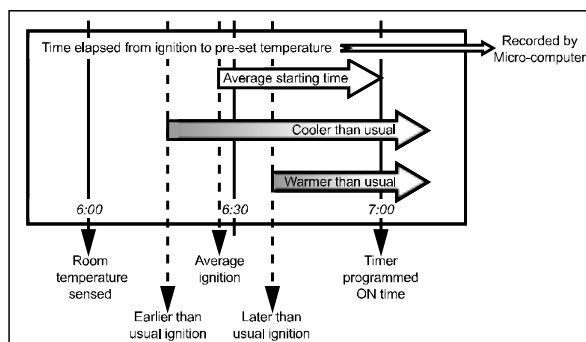 Time elapsed from ignition to pre-set temperature
Recorded by
Micro-computer
Average starting time
Cooler than usual
Warmer than usual
6:00
6:30
7:00
Room
temperature
sensed
Average
ignition
Timer
programmed
ON time
Earlier than
usual ignition
Later than
usual ignition